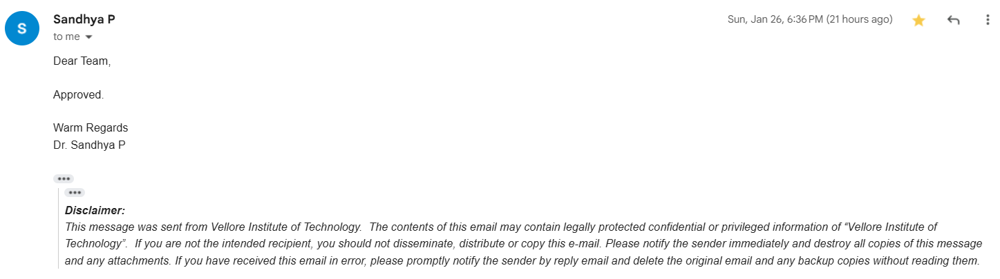 S
Sandhya P
Sun, Jan 26, 6:36 PM (21 hours ago)
to me
Dear Team,
Approved.
Warm Regards
Dr. Sandhya P
Disclaimer:
This message was sent from Vellore Institute of Technology.  The contents of this email may contain legally protected confidential or privileged information of “Vellore Institute of
Technology”.  If you are not the intended recipient, you should not disseminate, distribute or copy this e-mail. Please notify the sender immediately and destroy all copies of this message
and any attachments. If you have received this email in error, please promptly notify the sender by reply email and delete the original email and any backup copies without reading them.